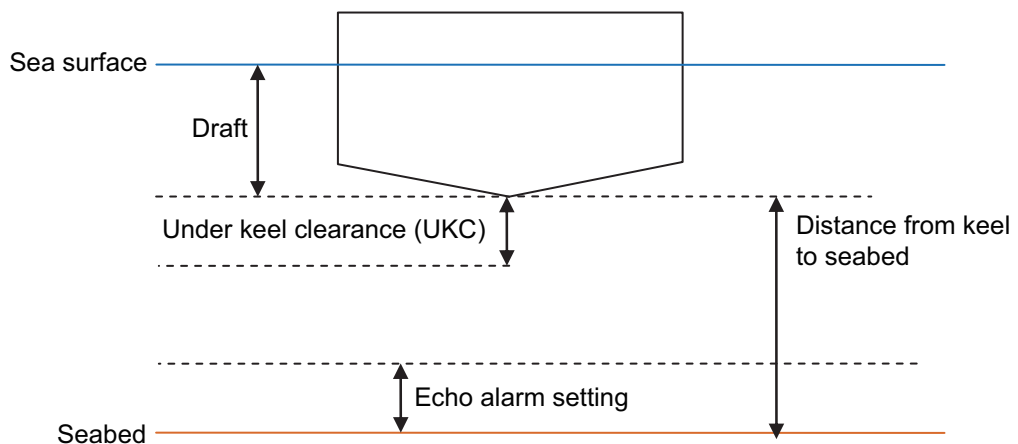 Sea surface
Draft
Under keel clearance (UKC)
Distance from keel
to seabed
Echo alarm setting
Seabed